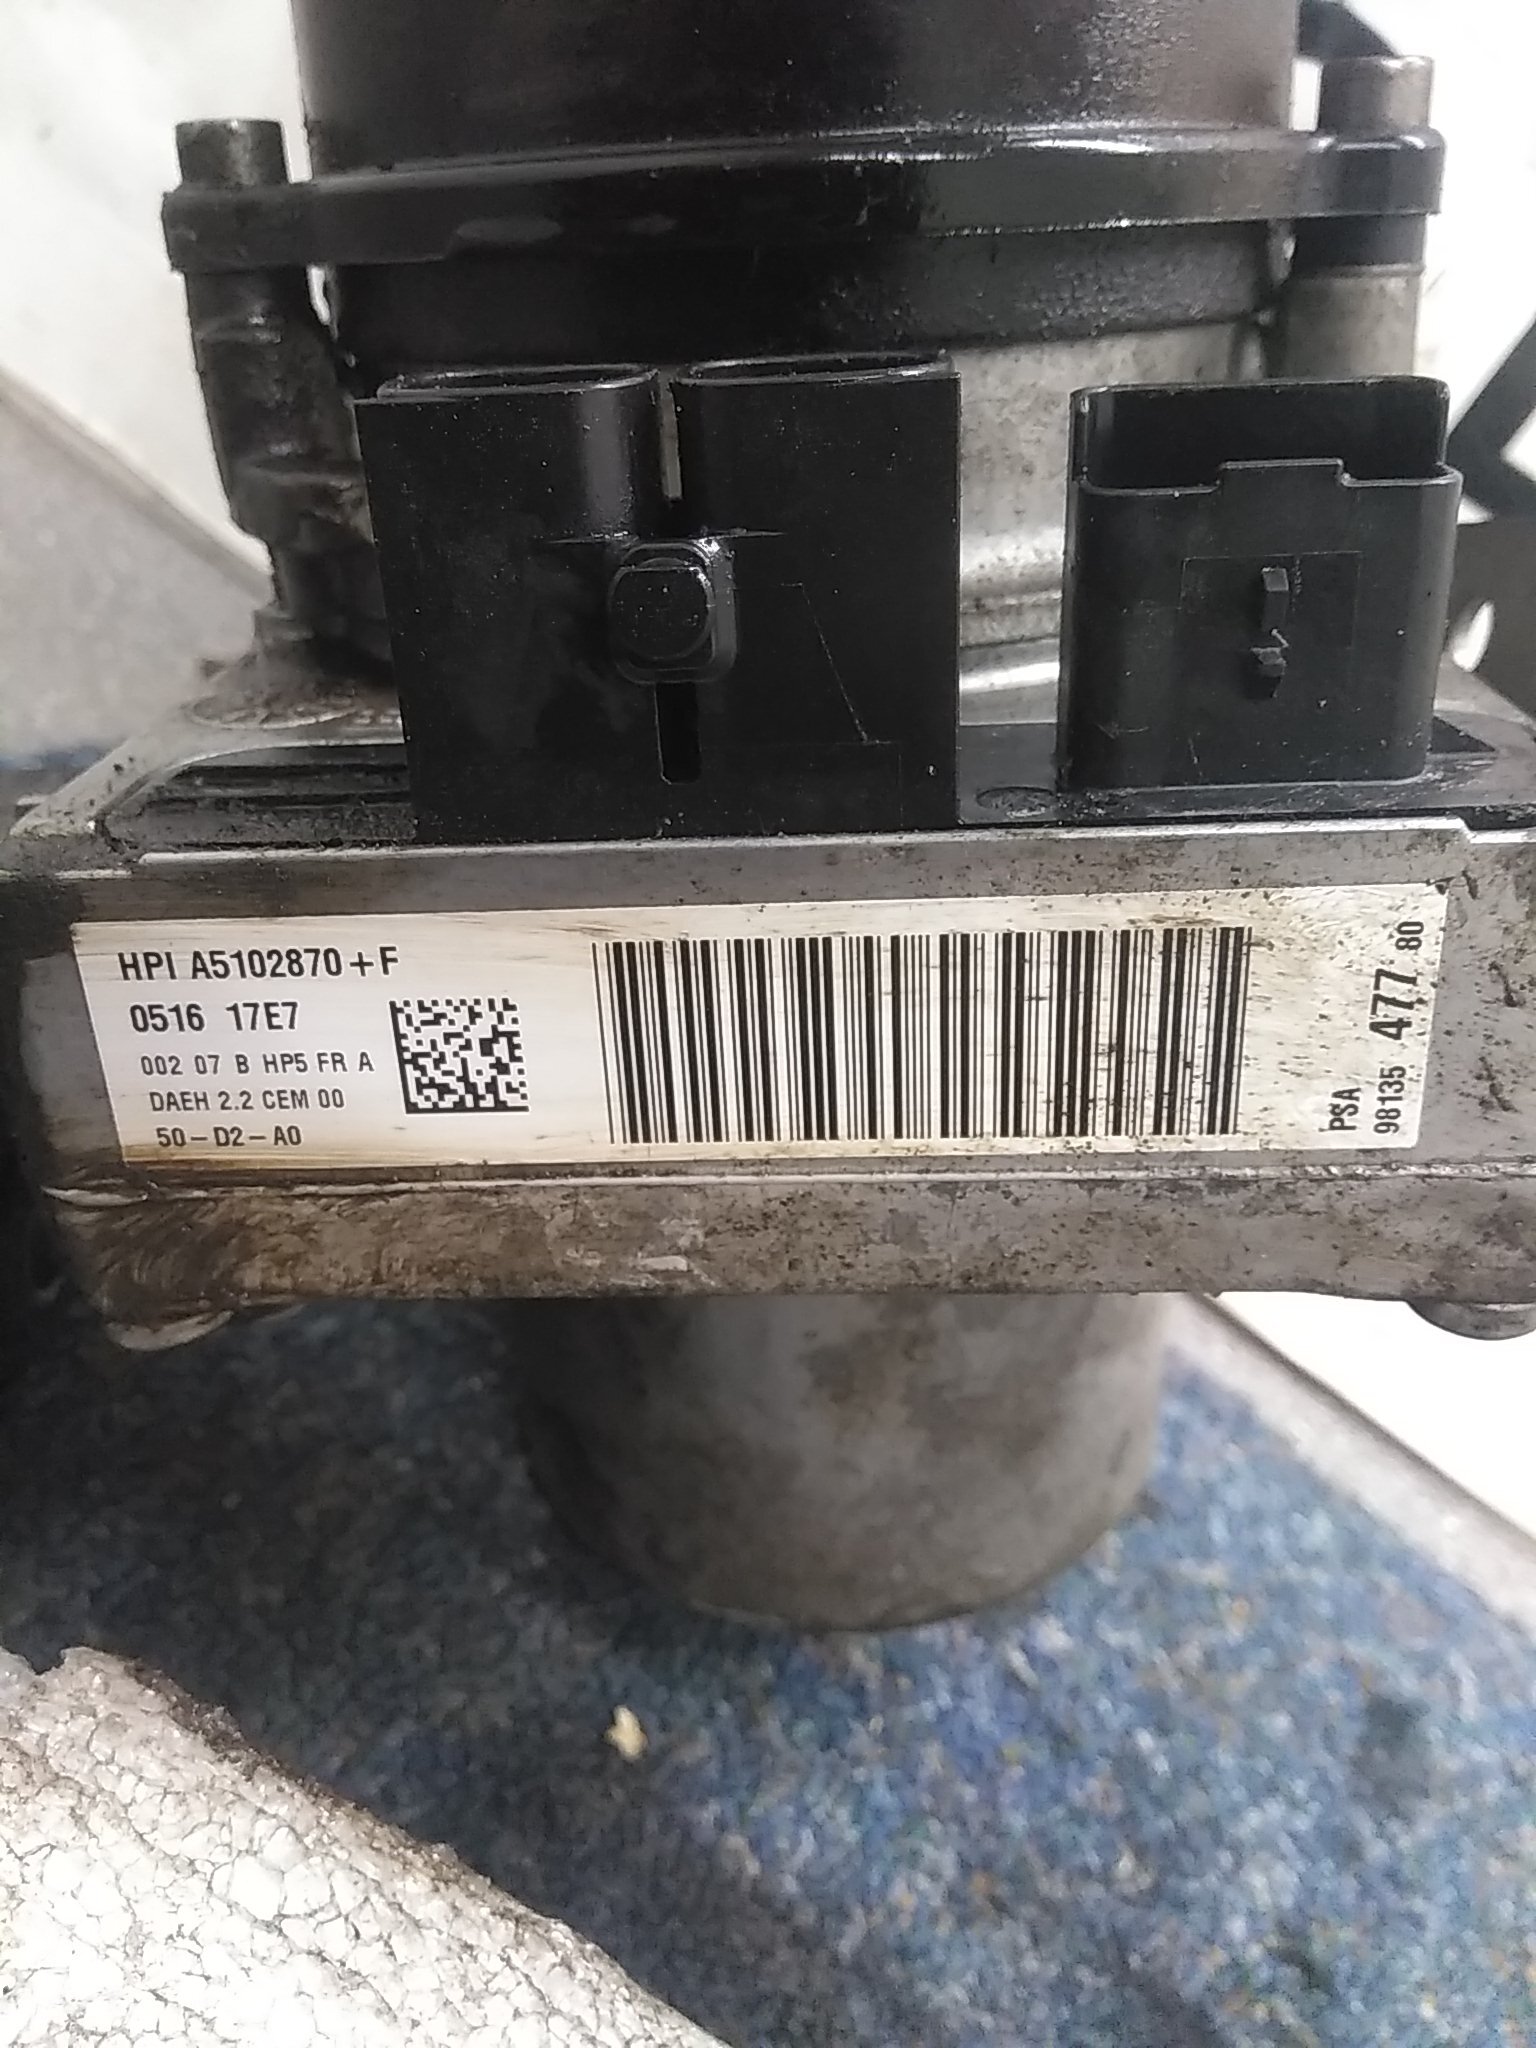 HPI A5102870+F
0516 17E7
002 07 B HP5 FR A
DAEH 2.2 CEM 00
50-D2-A0
PSA
98135 477 80